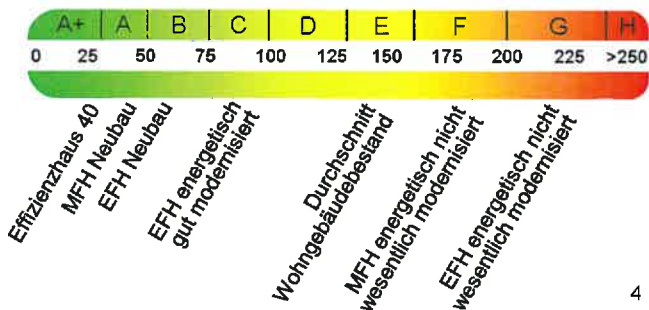 A+ A B C D E F G H
0 25 50 75 100 125 150 175 200 225 >250
Effizienzhaus 40
MFH Neubau
EFH Neubau
EFH energetisch
gut modernisiert
Durchschnitt
Wohngebäudebestand
MFH energetisch nicht
wesentlich modernisiert
EFH energetisch nicht
wesentlich modernisiert
4